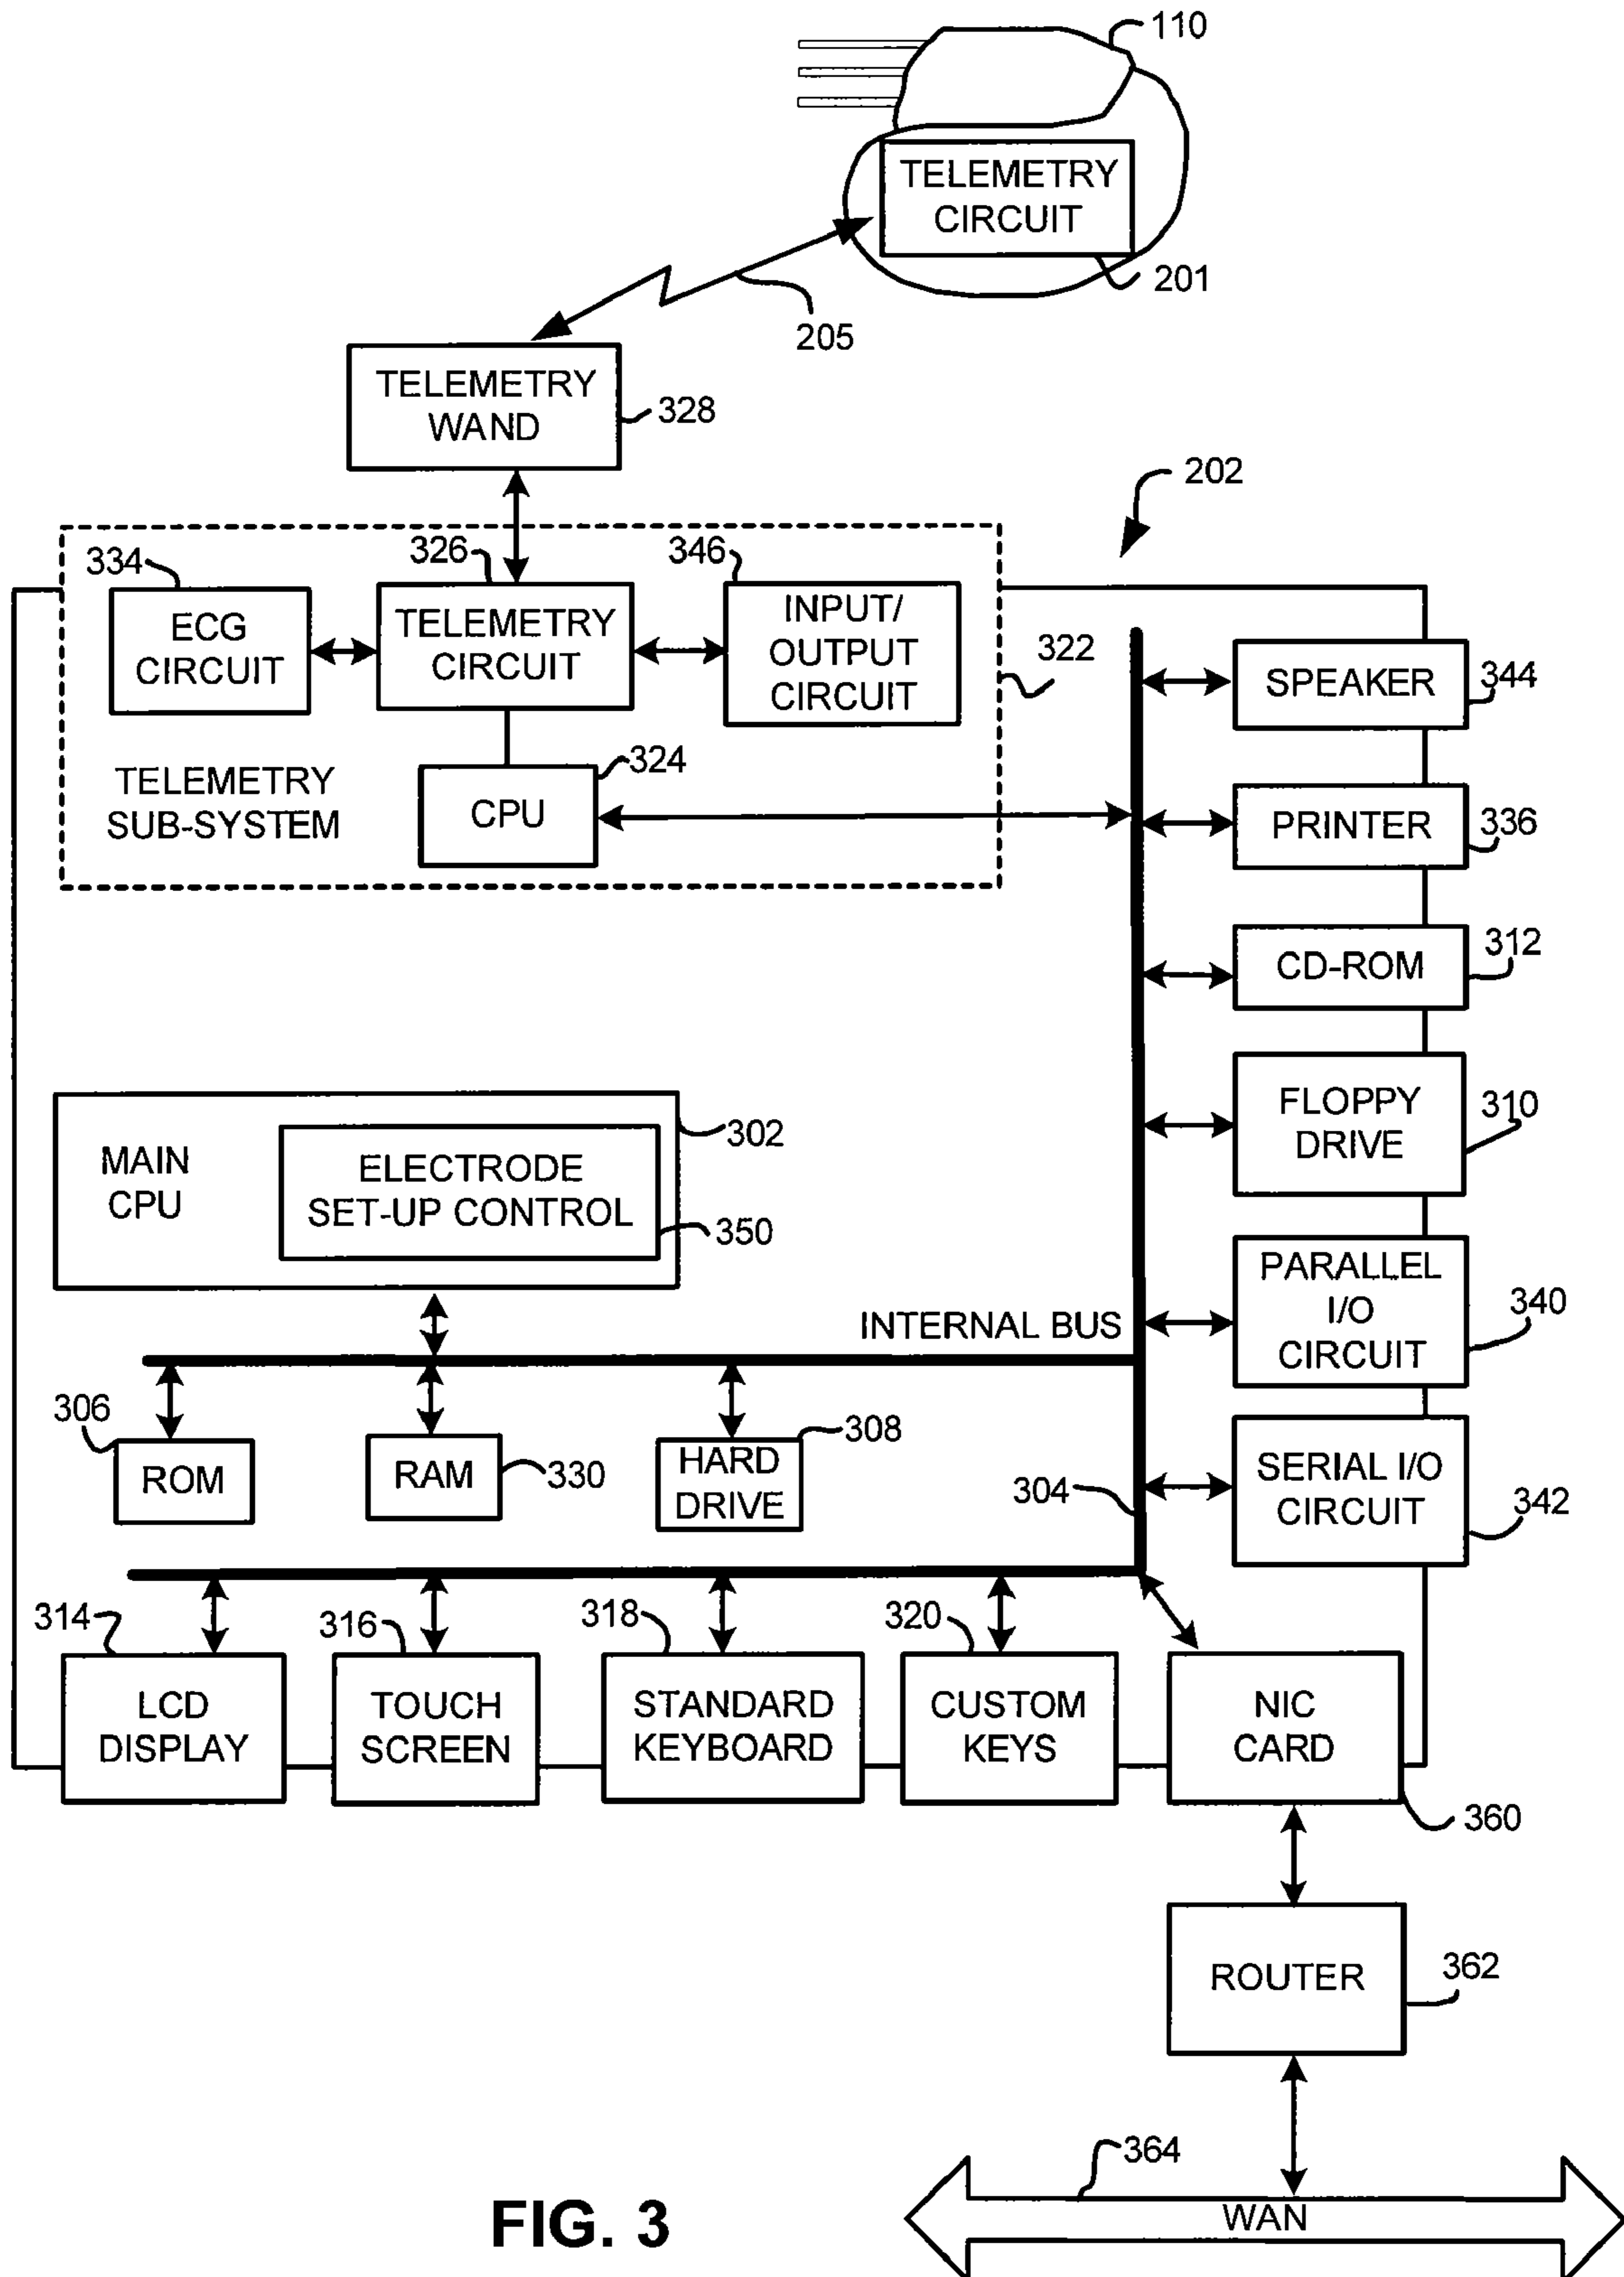 110
TELEMETRY
CIRCUIT
201
205
TELEMETRY
WAND
328
202
334
326
346
ECG
CIRCUIT
TELEMETRY
CIRCUIT
INPUT/
OUTPUT
CIRCUIT
322
SPEAKER
344
324
TELEMETRY
SUB-SYSTEM
CPU
PRINTER
336
CD-ROM
312
FLOPPY
DRIVE
310
MAIN
CPU
302
ELECTRODE
SET-UP CONTROL
350
PARALLEL
I/O
CIRCUIT
340
INTERNAL BUS
306
ROM
RAM
330
HARD
DRIVE
308
304
SERIAL I/O
CIRCUIT
342
314
316
318
320
LCD
DISPLAY
TOUCH
SCREEN
STANDARD
KEYBOARD
CUSTOM
KEYS
NIC
CARD
360
ROUTER
362
364
WAN
FIG. 3